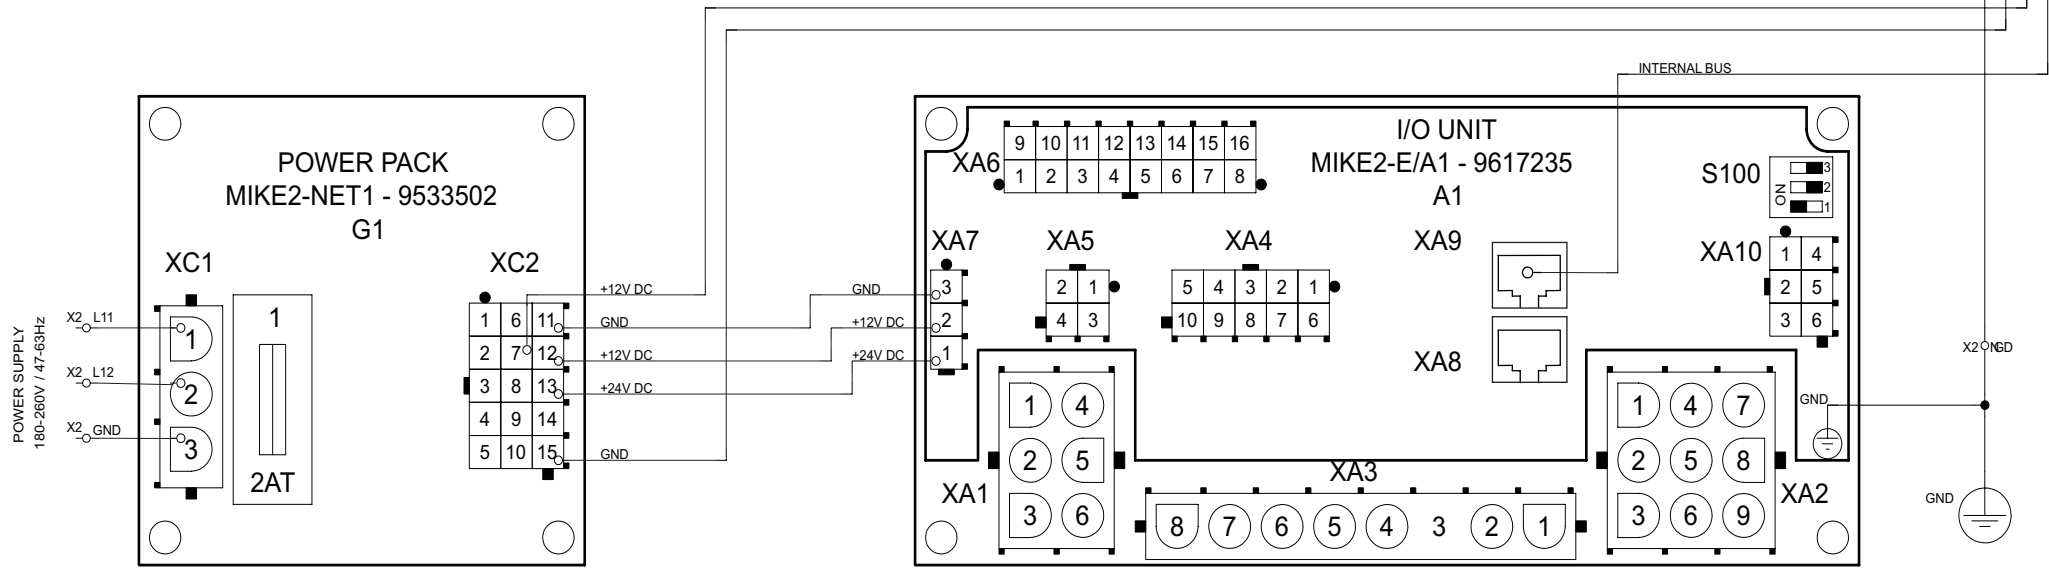 INTERNAL BUS
POWER PACK
MIKE2-NET1 - 9533502
G1
XC1
XC2
1
2AT
1
2
3
POWER SUPPLY
180-260V / 47-63Hz
X2 L11
X2 L12
X2 GND
1 6 11
2 7 12
3 8 13
4 9 14
5 10 15
+12V DC
GND
+12V DC
+24V DC
GND
GND
+12V DC
+24V DC
I/O UNIT
MIKE2-E/A1 - 9617235
A1
XA6
9 10 11 12 13 14 15 16
1 2 3 4 5 6 7 8
S100
ON
3
2
1
XA7
3
2
1
XA5
2 1
4 3
XA4
5 4 3 2 1
10 9 8 7 6
XA9
XA8
XA10
1 4
2 5
3 6
XA1
1 4
2 5
3 6
XA3
8 7 6 5 4 3 2 1
XA2
1 4 7
2 5 8
3 6 9
GND
X2
GND